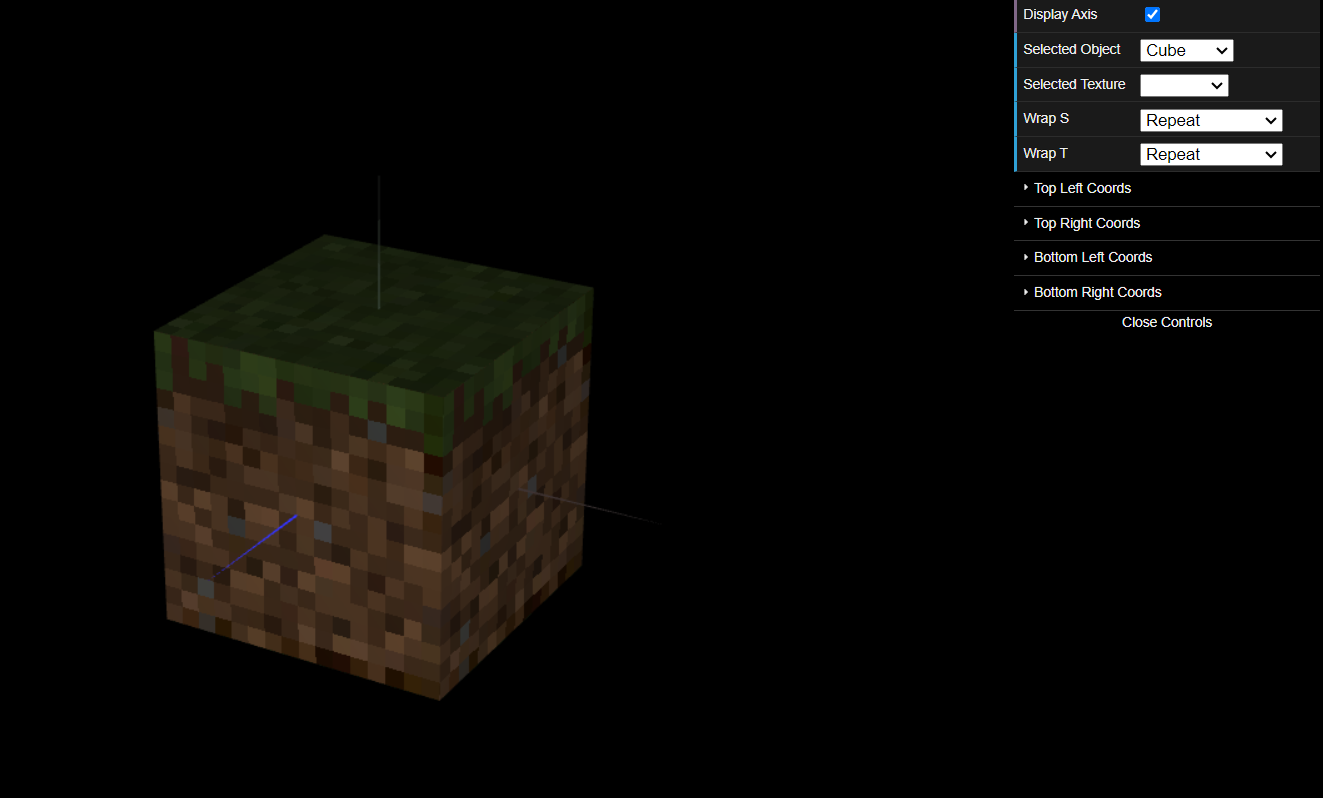 Display Axis
Selected Object Cube
Selected Texture
Wrap S Repeat
Wrap T Repeat
Top Left Coords
Top Right Coords
Bottom Left Coords
Bottom Right Coords
Close Controls